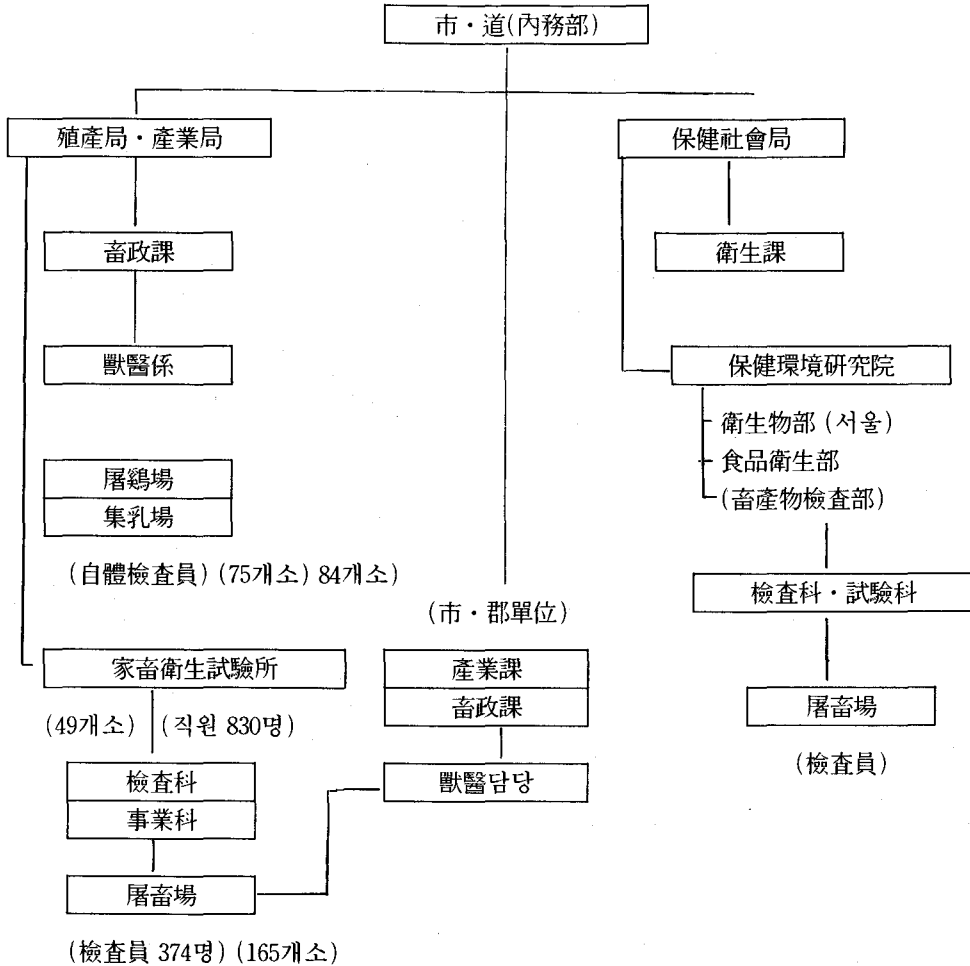 市・道(內務部)
殖產局・產業局
保健社會局
畜政課
衛生課
獸醫係
保健環境研究院
衛生物部 (서울)
食品衛生部
(畜產物檢査部)
屠鷄場
集乳場
(自體檢査員) (75개소) 84개소)
檢査科・試驗科
(市・郡單位)
家畜衛生試驗所
產業課
畜政課
屠畜場
(49개소) (직원 830명)
(檢査員)
檢査科
事業科
獸醫담당
屠畜場
(檢査員 374명) (165개소)